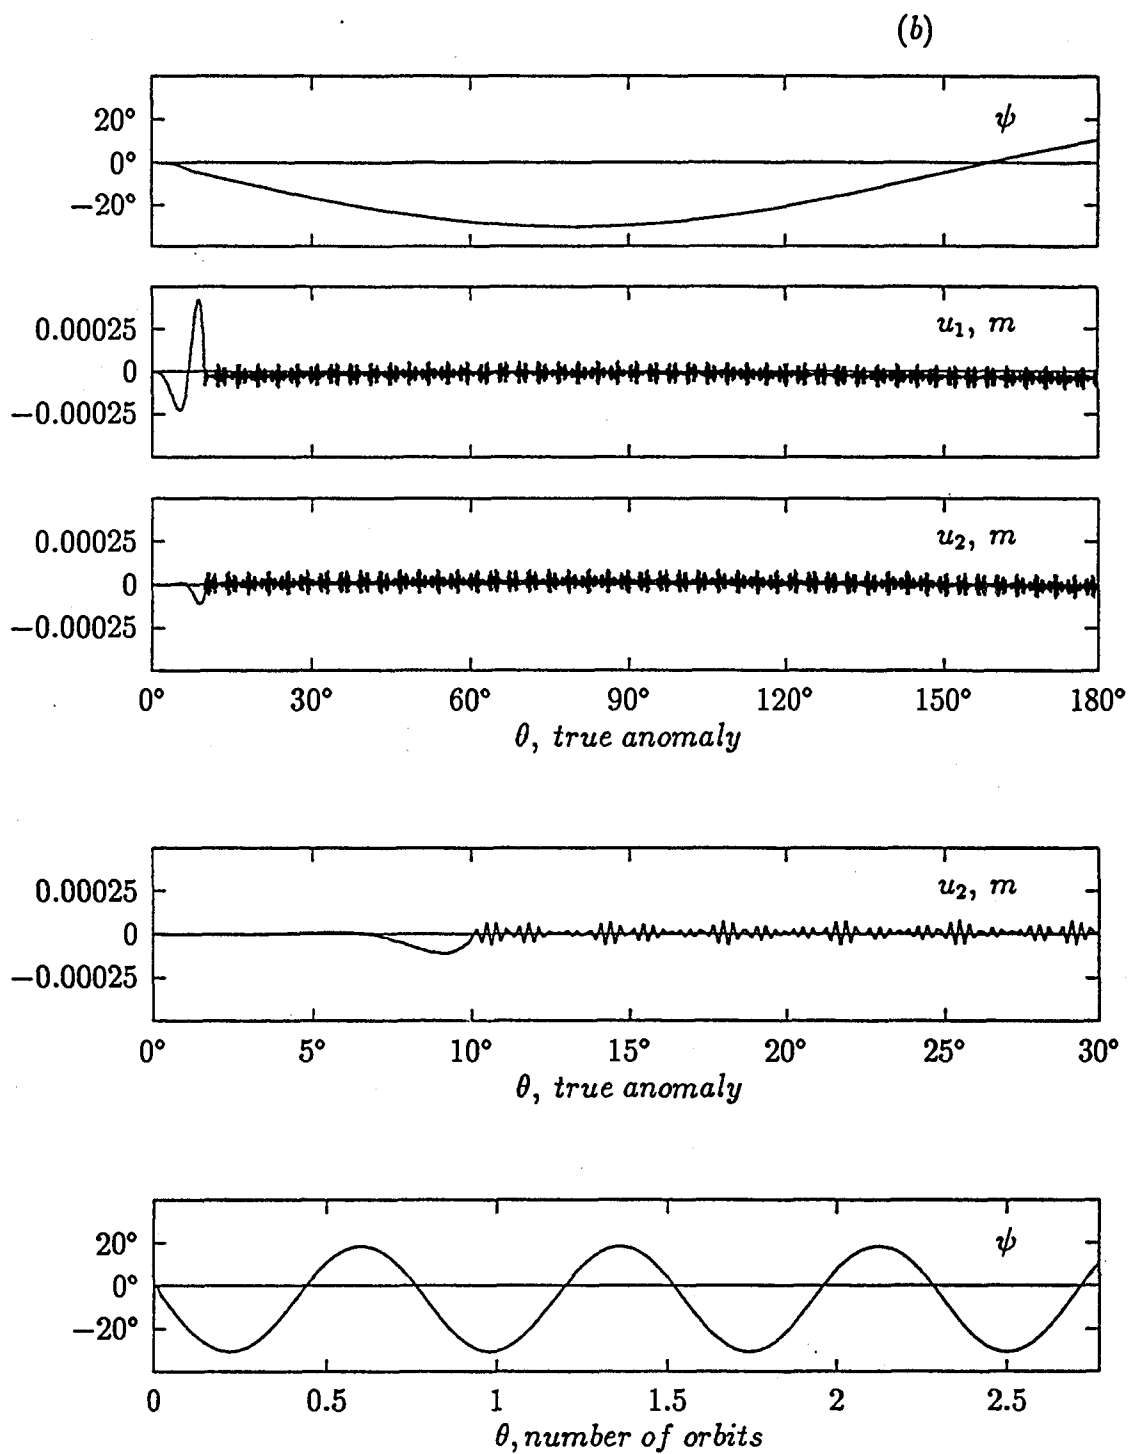 (b)
20°
ψ
0°
−20°
u₁, m
0.00025
0
−0.00025
u₂, m
0.00025
0
−0.00025
0° 30° 60° 90° 120° 150° 180°
θ, true anomaly
u₂, m
0.00025
0
−0.00025
0° 5° 10° 15° 20° 25° 30°
θ, true anomaly
20°
ψ
0°
−20°
0 0.5 1 1.5 2 2.5
θ, number of orbits